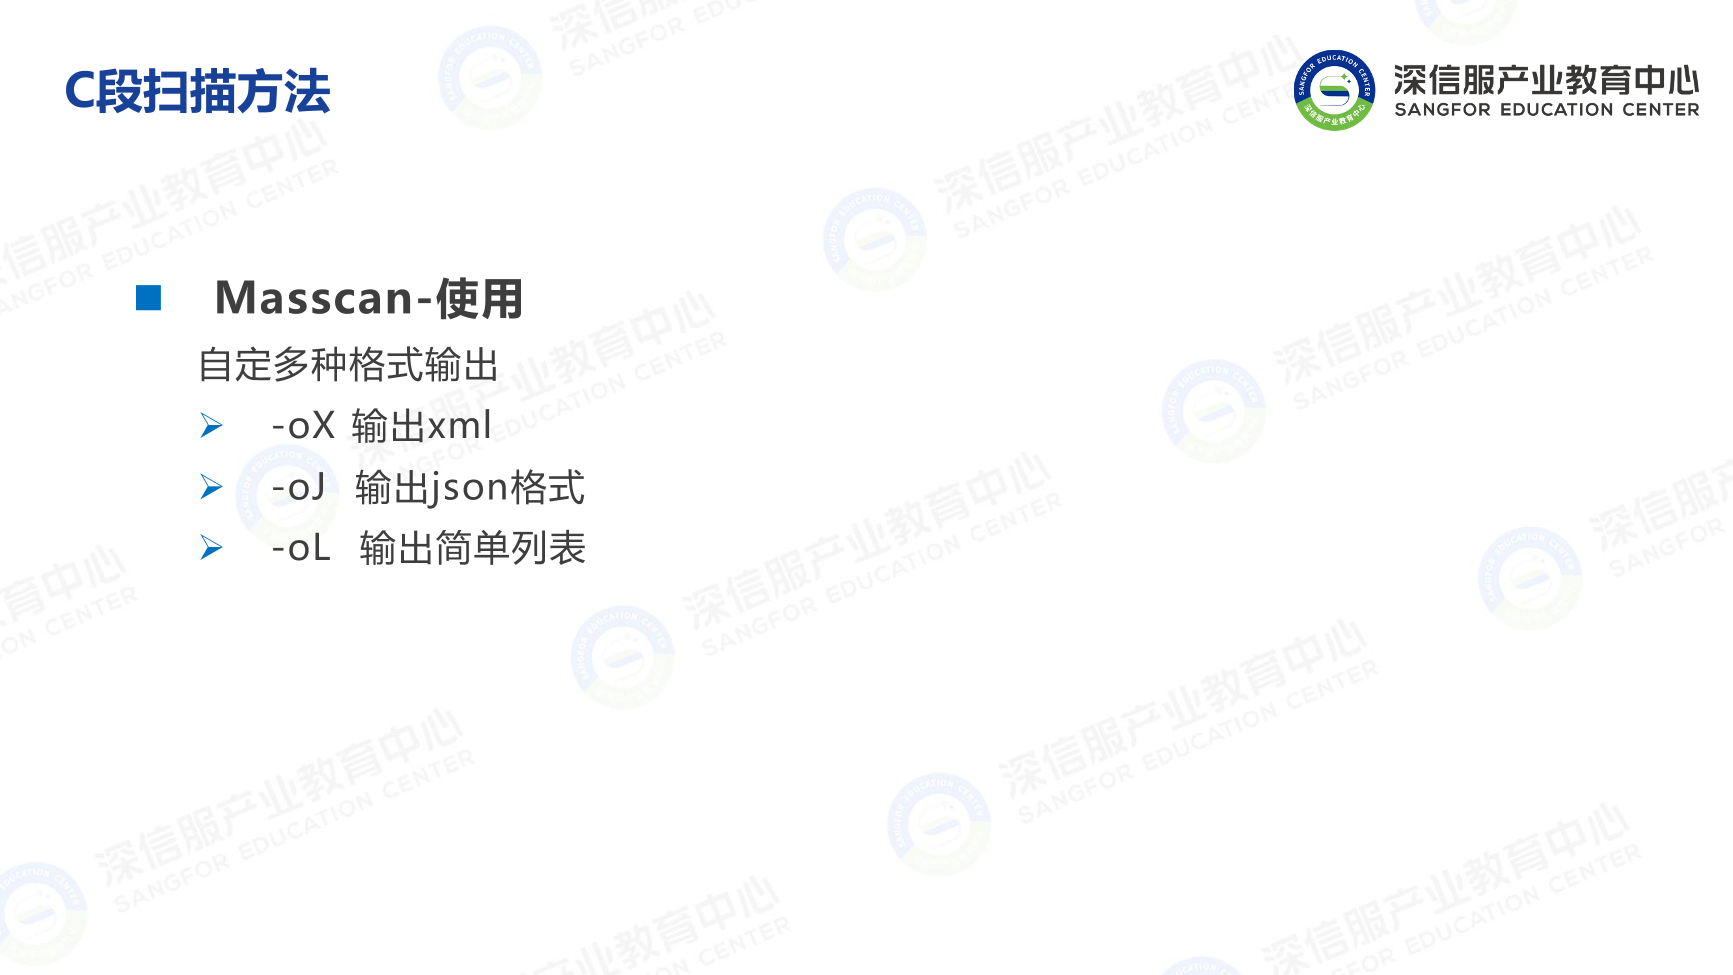 C段扫描方法
深信服产业教育中心
SANGFOR EDUCATION CENTER
Masscan-使用
自定多种格式输出
-oX 输出xml
-oJ 输出json格式
-oL 输出简单列表